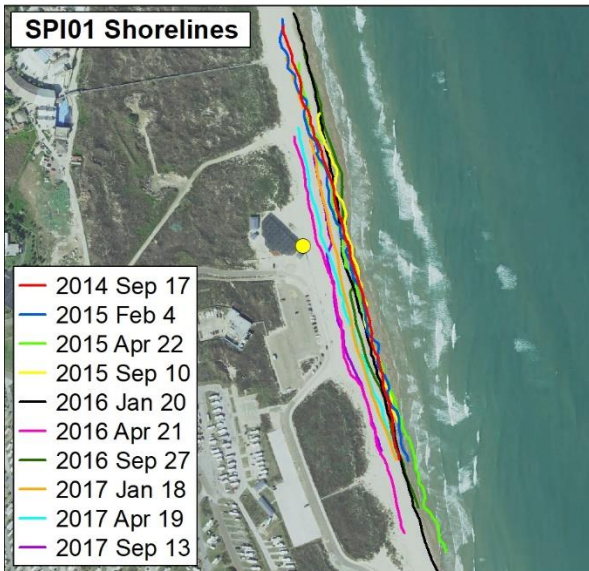 SPI01 Shorelines
2014 Sep 17
2015 Feb 4
2015 Apr 22
2015 Sep 10
2016 Jan 20
2016 Apr 21
2016 Sep 27
2017 Jan 18
2017 Apr 19
2017 Sep 13